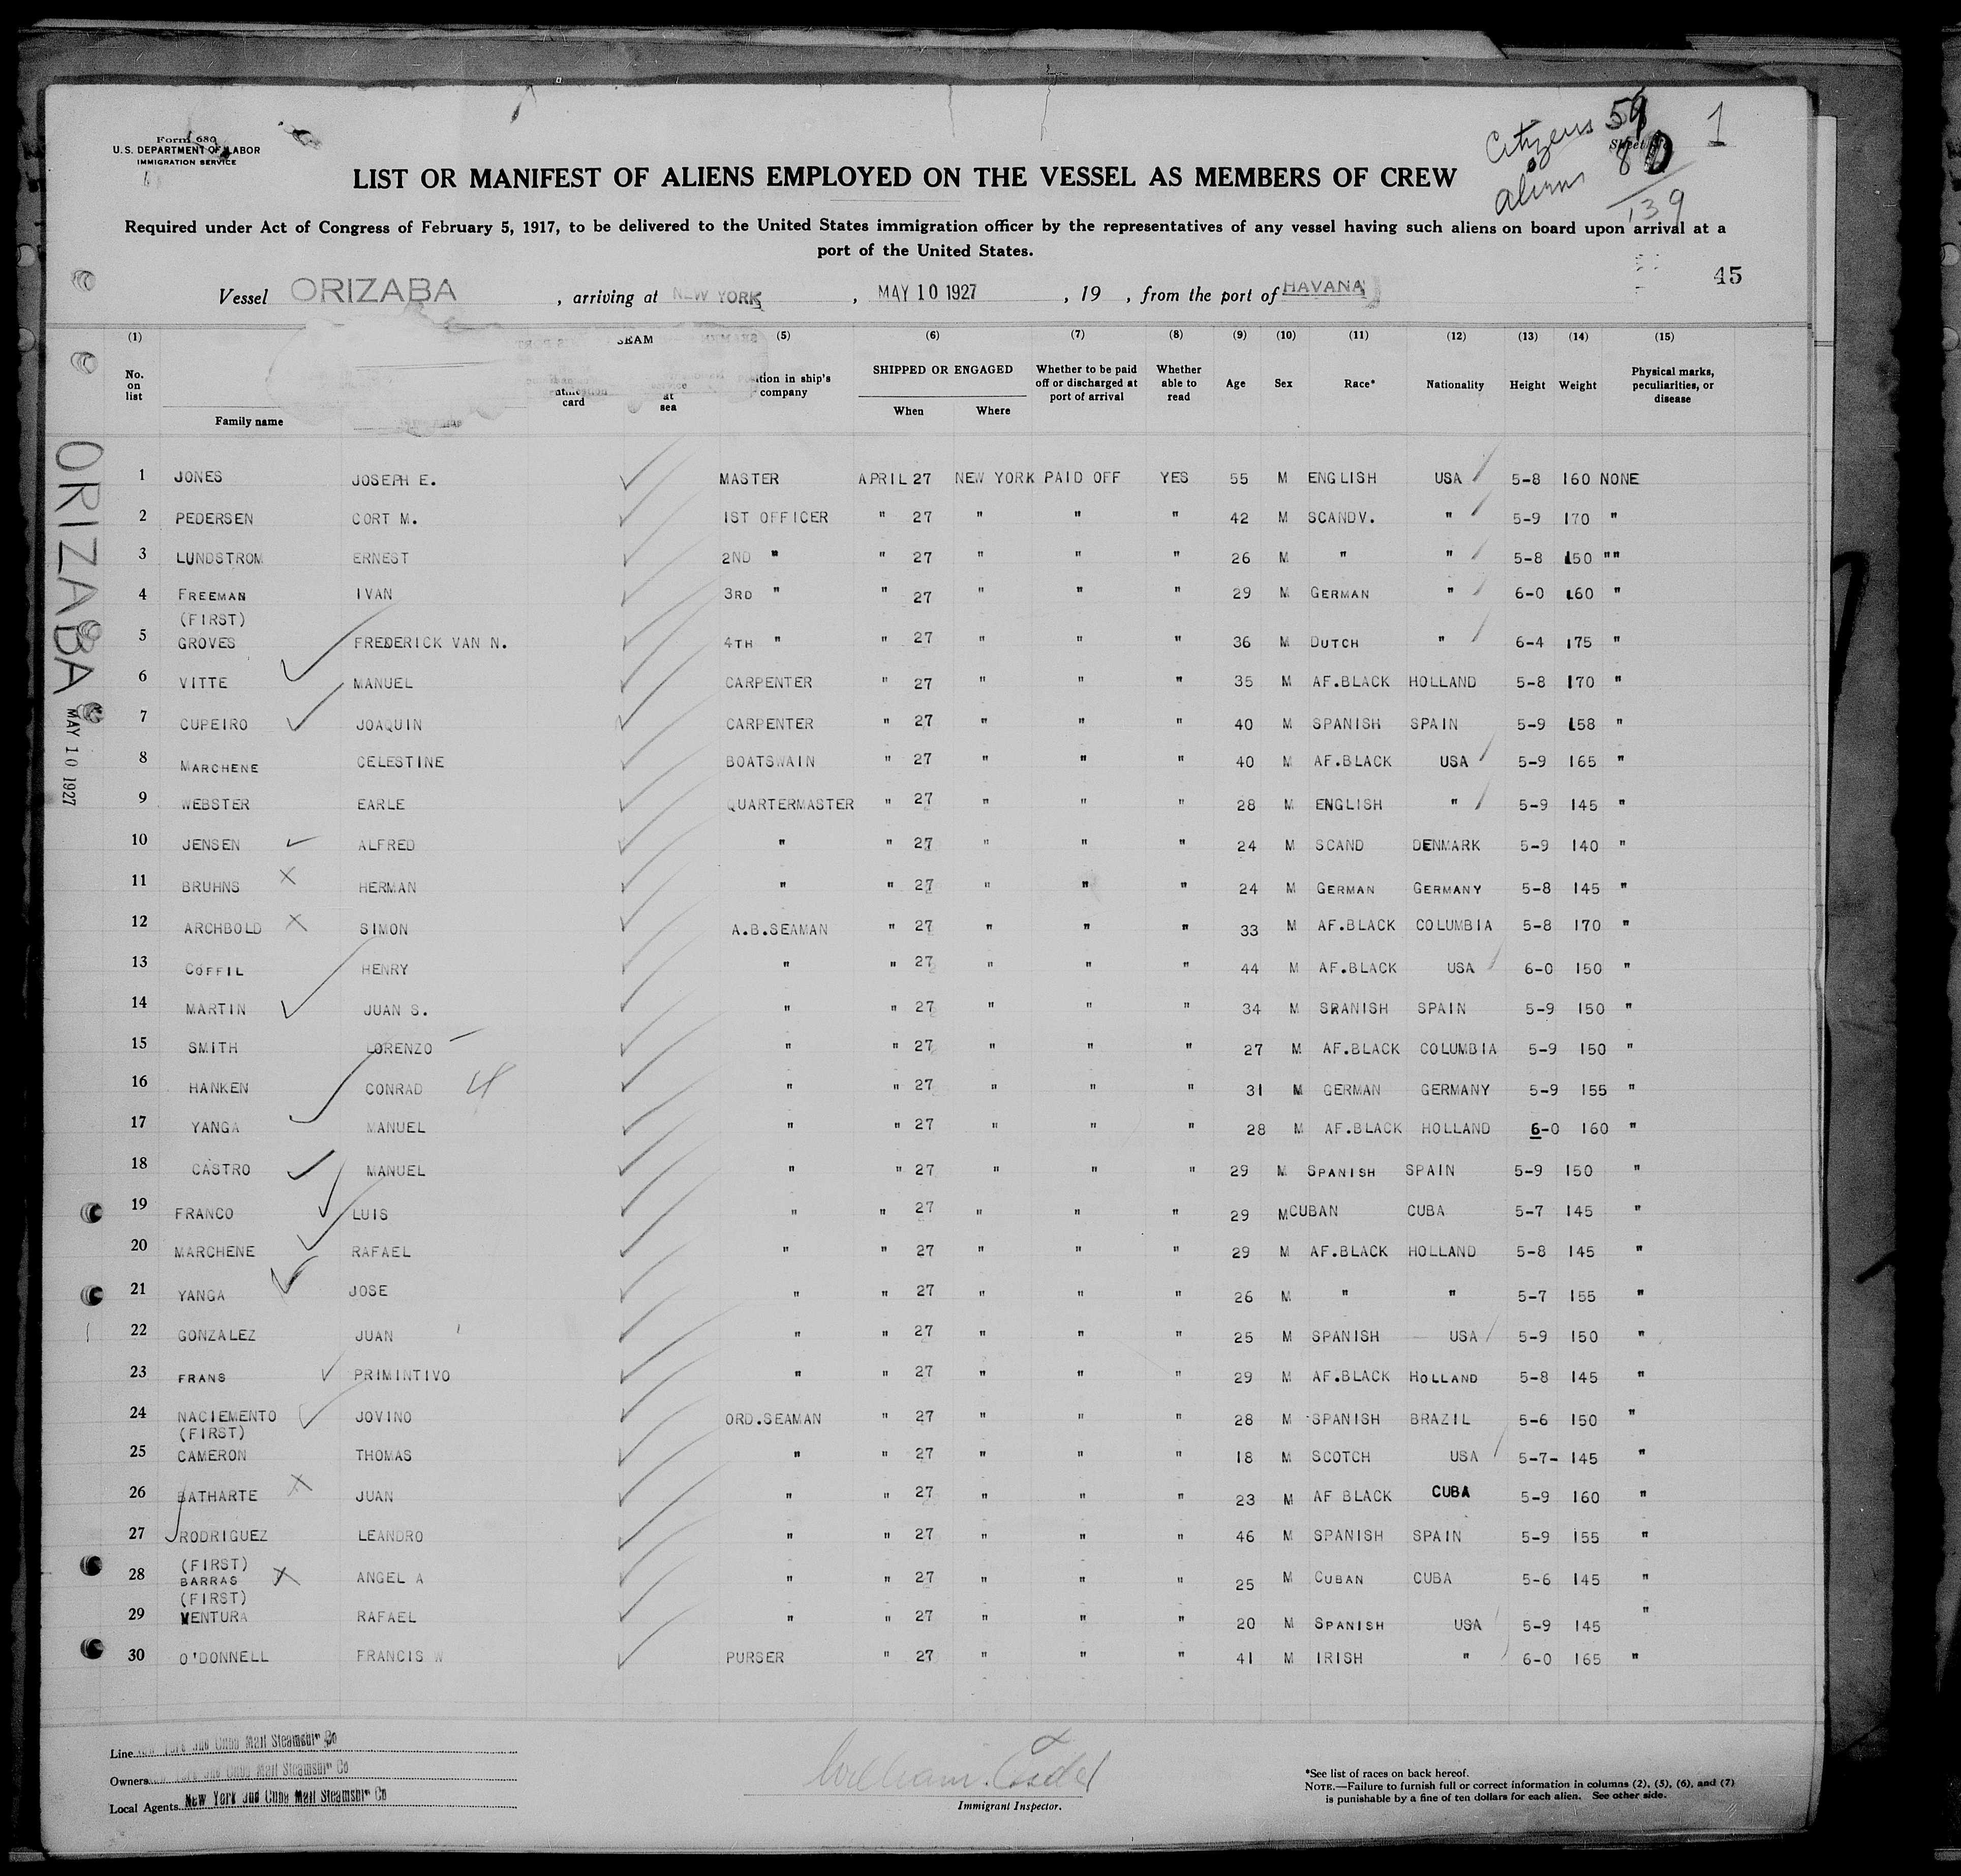 Form 680
U.S. DEPARTMENT OF LABOR
IMMIGRATION SERVICE
Citizens 59
aliens 80
139
1
LIST OR MANIFEST OF ALIENS EMPLOYED ON THE VESSEL AS MEMBERS OF CREW
Required under Act of Congress of February 5, 1917, to be delivered to the United States immigration officer by the representatives of any vessel having such aliens on board upon arrival at a
port of the United States.
45
Vessel ORIZABA , arriving at NEW YORK , MAY 10 1927 , 19 , from the port of HAVANA
(1) (5) (6) (7) (8) (9) (10) (11) (12) (13) (14) (15)
No. on list Family name card at sea ship's company SHIPPED OR ENGAGED When Where Whether to be paid off or discharged at port of arrival Whether able to read Age Sex Race* Nationality Height Weight Physical marks, peculiarities, or disease
ORIZABA MAY 10 1927
1 JONES JOSEPH E. MASTER APRIL 27 NEW YORK PAID OFF YES 55 M ENGLISH USA 5-8 160 NONE
2 PEDERSEN CORT M. 1ST OFFICER " 27 " " " 42 M SCANDV. " 5-9 170 "
3 LUNDSTROM ERNEST 2ND " " 27 " " " 26 M " " 5-8 150 ""
4 FREEMAN IVAN 3RD " " 27 " " " 29 M GERMAN " 6-0 160 "
(FIRST)
5 GROVES FREDERICK VAN N. 4TH " " 27 " " " 36 M DUTCH " 6-4 175 "
6 VITTE MANUEL CARPENTER " 27 " " " 35 M AF.BLACK HOLLAND 5-8 170 "
7 CUPEIRO JOAQUIN CARPENTER " 27 " " " 40 M SPANISH SPAIN 5-9 158 "
8 MARCHENE CELESTINE BOATSWAIN " 27 " " " 40 M AF.BLACK USA 5-9 165 "
9 WEBSTER EARLE QUARTERMASTER " 27 " " " 28 M ENGLISH " 5-9 145 "
10 JENSEN ALFRED " " 27 " " " 24 M SCAND DENMARK 5-9 140 "
11 BRUHNS HERMAN " " 27 " " " 24 M GERMAN GERMANY 5-8 145 "
12 ARCHBOLD SIMON A.B.SEAMAN " 27 " " " 33 M AF.BLACK COLUMBIA 5-8 170 "
13 COFFIL HENRY " " 27 " " " 44 M AF.BLACK USA 6-0 150 "
14 MARTIN JUAN S. " " 27 " " " 34 M SRANISH SPAIN 5-9 150 "
15 SMITH LORENZO " " 27 " " " 27 M AF.BLACK COLUMBIA 5-9 150 "
16 HANKEN CONRAD " " 27 " " " 31 M GERMAN GERMANY 5-9 155 "
17 YANGA MANUEL " " 27 " " " 28 M AF.BLACK HOLLAND 6-0 160 "
18 CASTRO MANUEL " " 27 " " " 29 M SPANISH SPAIN 5-9 150 "
19 FRANCO LUIS " " 27 " " " 29 M CUBAN CUBA 5-7 145 "
20 MARCHENE RAFAEL " " 27 " " " 29 M AF.BLACK HOLLAND 5-8 145 "
21 YANGA JOSE " " 27 " " " 26 M " " 5-7 155 "
22 GONZALEZ JUAN " " 27 " " " 25 M SPANISH USA 5-9 150 "
23 FRANS PRIMINTIVO " " 27 " " " 29 M AF.BLACK HOLLAND 5-8 145 "
24 NACIEMENTO JOVINO ORD.SEAMAN " 27 " " " 28 M SPANISH BRAZIL 5-6 150 "
(FIRST)
25 CAMERON THOMAS " " 27 " " " 18 M SCOTCH USA 5-7- 145 "
26 BATHARTE JUAN " " 27 " " " 23 M AF BLACK CUBA 5-9 160 "
27 RODRIGUEZ LEANDRO " " 27 " " " 46 M SPANISH SPAIN 5-9 155 "
(FIRST)
28 BARRAS ANGEL A " " 27 " " " 25 M CUBAN CUBA 5-6 145 "
(FIRST)
29 VENTURA RAFAEL " " 27 " " " 20 M SPANISH USA 5-9 145 "
30 O'DONNELL FRANCIS W PURSER " 27 " " " 41 M IRISH " 6-0 165 "
Line New York and Cuba Mail Steamship Co
Owners New York and Cuba Mail Steamship Co
Local Agents New York and Cuba Mail Steamship Co
William
Immigrant Inspector.
*See list of races on back hereof.
NOTE.—Failure to furnish full or correct information in columns (2), (5), (6), and (7)
is punishable by a fine of ten dollars for each alien. See other side.